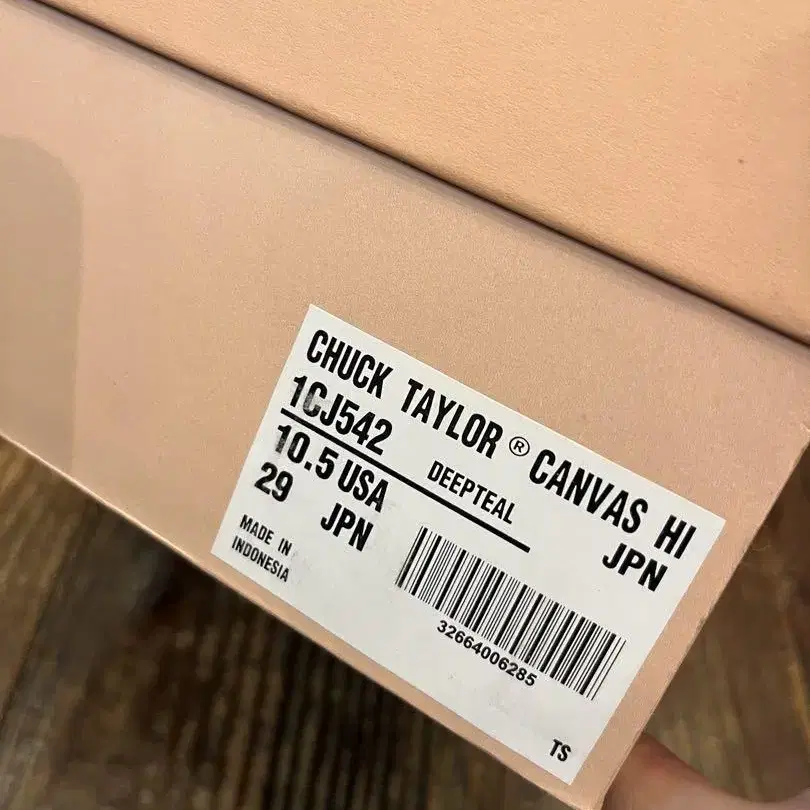 CHUCK TAYLOR ® CANVAS HI
1CJ542 DEEPTEAL JPN
10.5 USA
29 JPN
MADE IN
INDONESIA
32664006285
TS